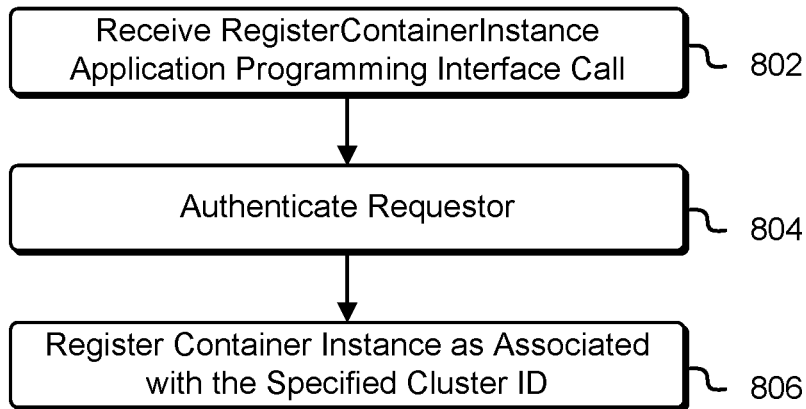 Receive RegisterContainerInstance
Application Programming Interface Call
802
Authenticate Requestor
804
Register Container Instance as Associated
with the Specified Cluster ID
806